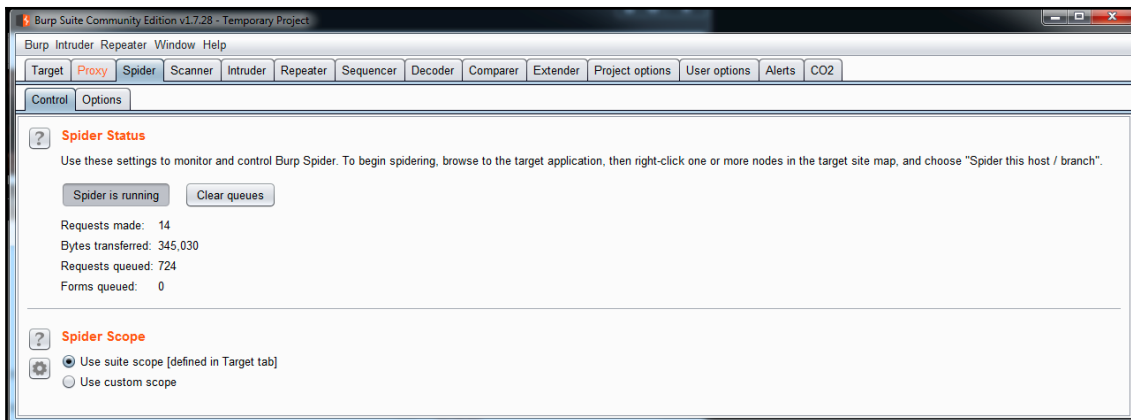 Burp Suite Community Edition v1.7.28 - Temporary Project
Burp Intruder Repeater Window Help
Target Proxy Spider Scanner Intruder Repeater Sequencer Decoder Comparer Extender Project options User options Alerts CO2
Control Options
? Spider Status
Use these settings to monitor and control Burp Spider. To begin spidering, browse to the target application, then right-click one or more nodes in the target site map, and choose "Spider this host / branch".
Spider is running Clear queues
Requests made: 14
Bytes transferred: 345,030
Requests queued: 724
Forms queued: 0
? Spider Scope
Use suite scope [defined in Target tab]
Use custom scope